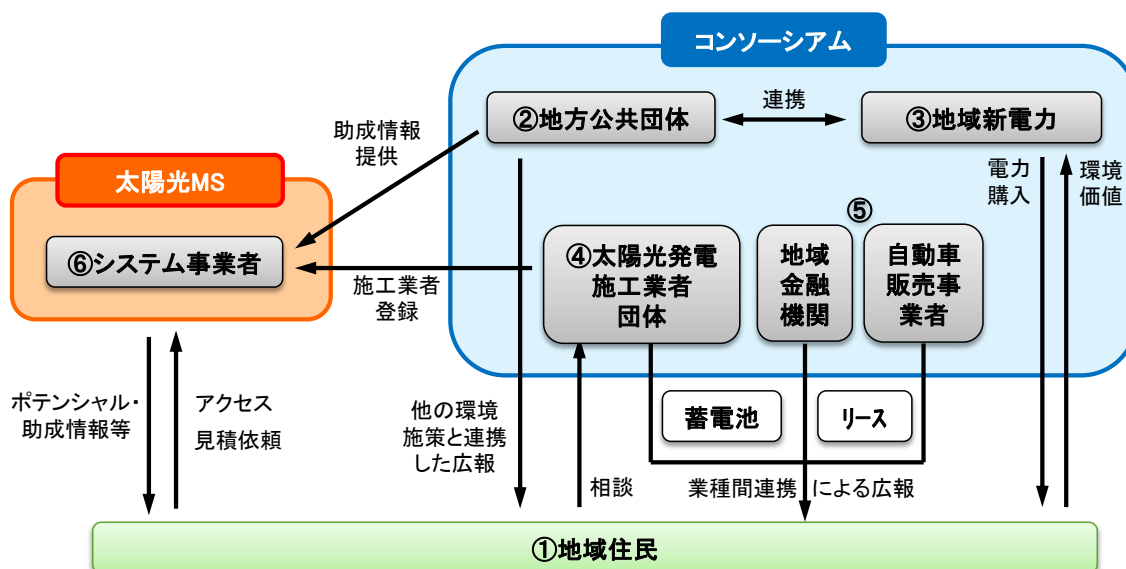 コンソーシアム
②地方公共団体
連携
③地域新電力
助成情報
提供
太陽光MS
⑥システム事業者
施工業者
登録
④太陽光発電
施工業者
団体
⑤
地域
金融
機関
自動車
販売事
業者
電力
購入
環境
価値
ポテンシャル・
助成情報等
アクセス
見積依頼
他の環境
施策と連携
した広報
相談
蓄電池
リース
業種間連携による広報
①地域住民